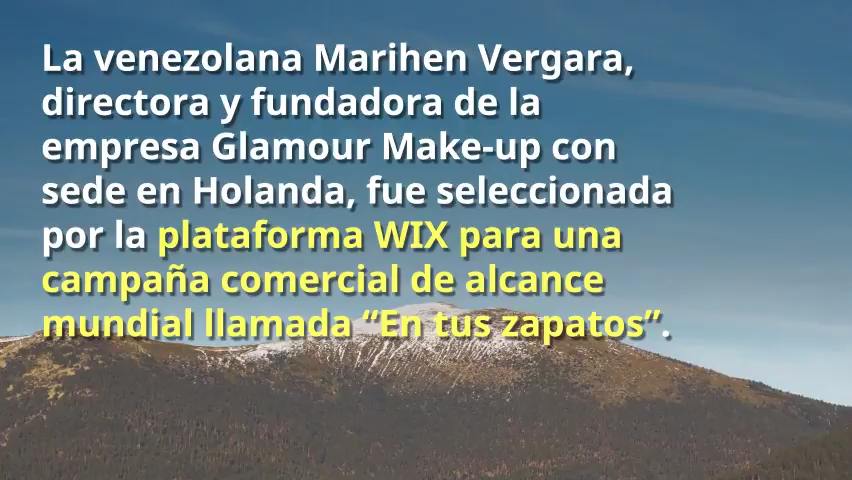 La venezolana Marihen Vergara,
directora y fundadora de la
empresa Glamour Make-up con
sede en Holanda, fue seleccionada
por la plataforma WIX para una
campaña comercial de alcance
mundial llamada “En tus zapatos”.